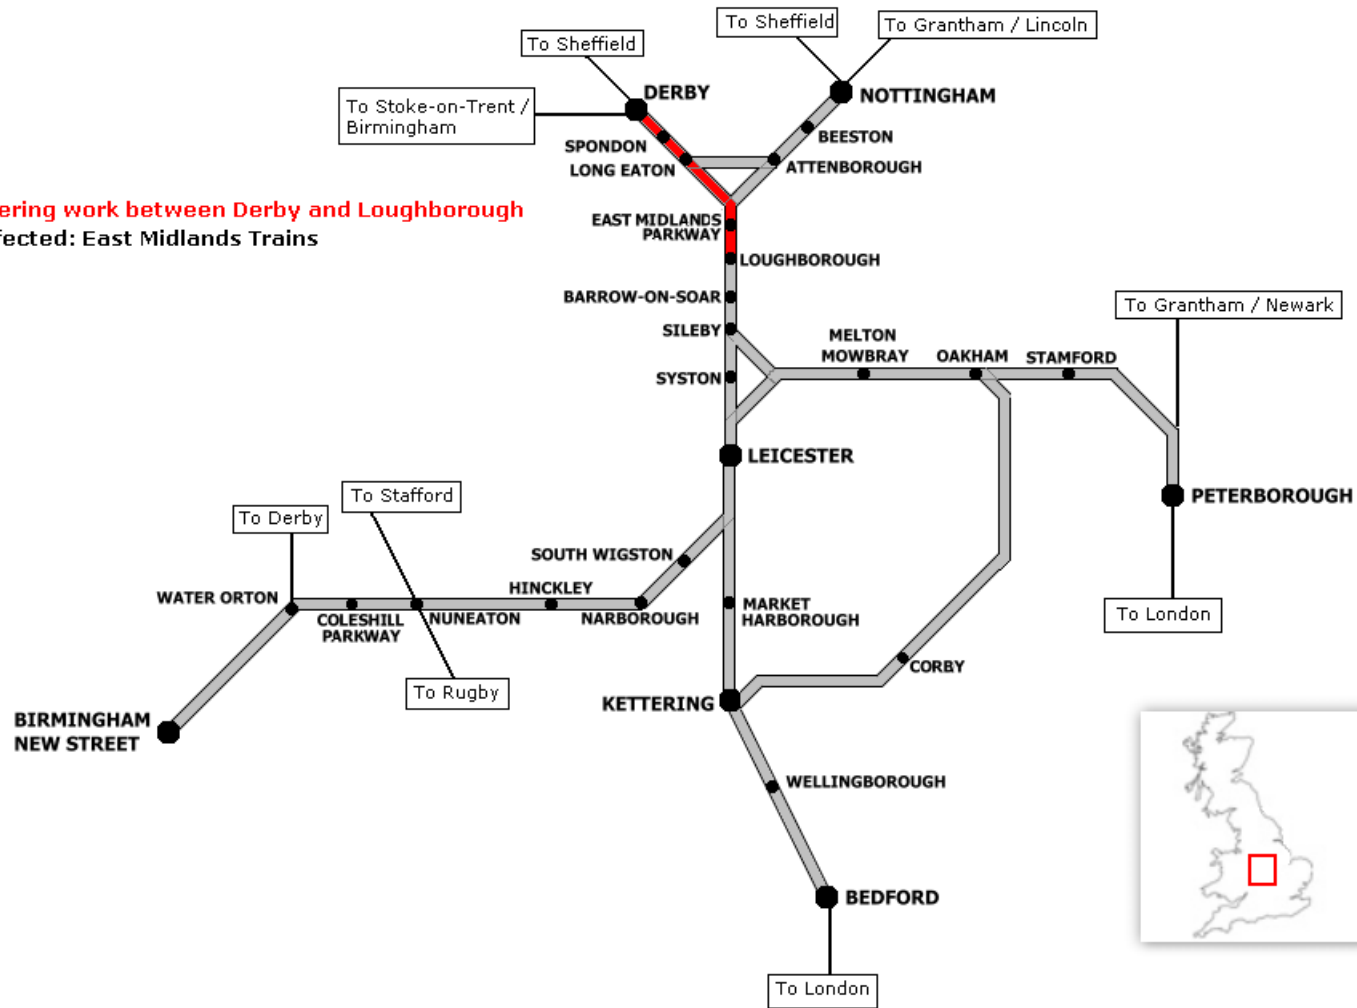 To Sheffield
To Grantham / Lincoln
To Sheffield
DERBY
NOTTINGHAM
To Stoke-on-Trent /
Birmingham
BEESTON
SPONDON
LONG EATON
ATTENBOROUGH
ering work between Derby and Loughborough
fected: East Midlands Trains
EAST MIDLANDS
PARKWAY
LOUGHBOROUGH
BARROW-ON-SOAR
To Grantham / Newark
SILEBY
MELTON
MOWBRAY
OAKHAM
STAMFORD
SYSTON
LEICESTER
To Stafford
PETERBOROUGH
To Derby
SOUTH WIGSTON
HINCKLEY
WATER ORTON
COLESHILL
PARKWAY
NUNEATON
NARBOROUGH
MARKET
HARBOROUGH
To London
CORBY
To Rugby
KETTERING
BIRMINGHAM
NEW STREET
WELLINGBOROUGH
BEDFORD
To London